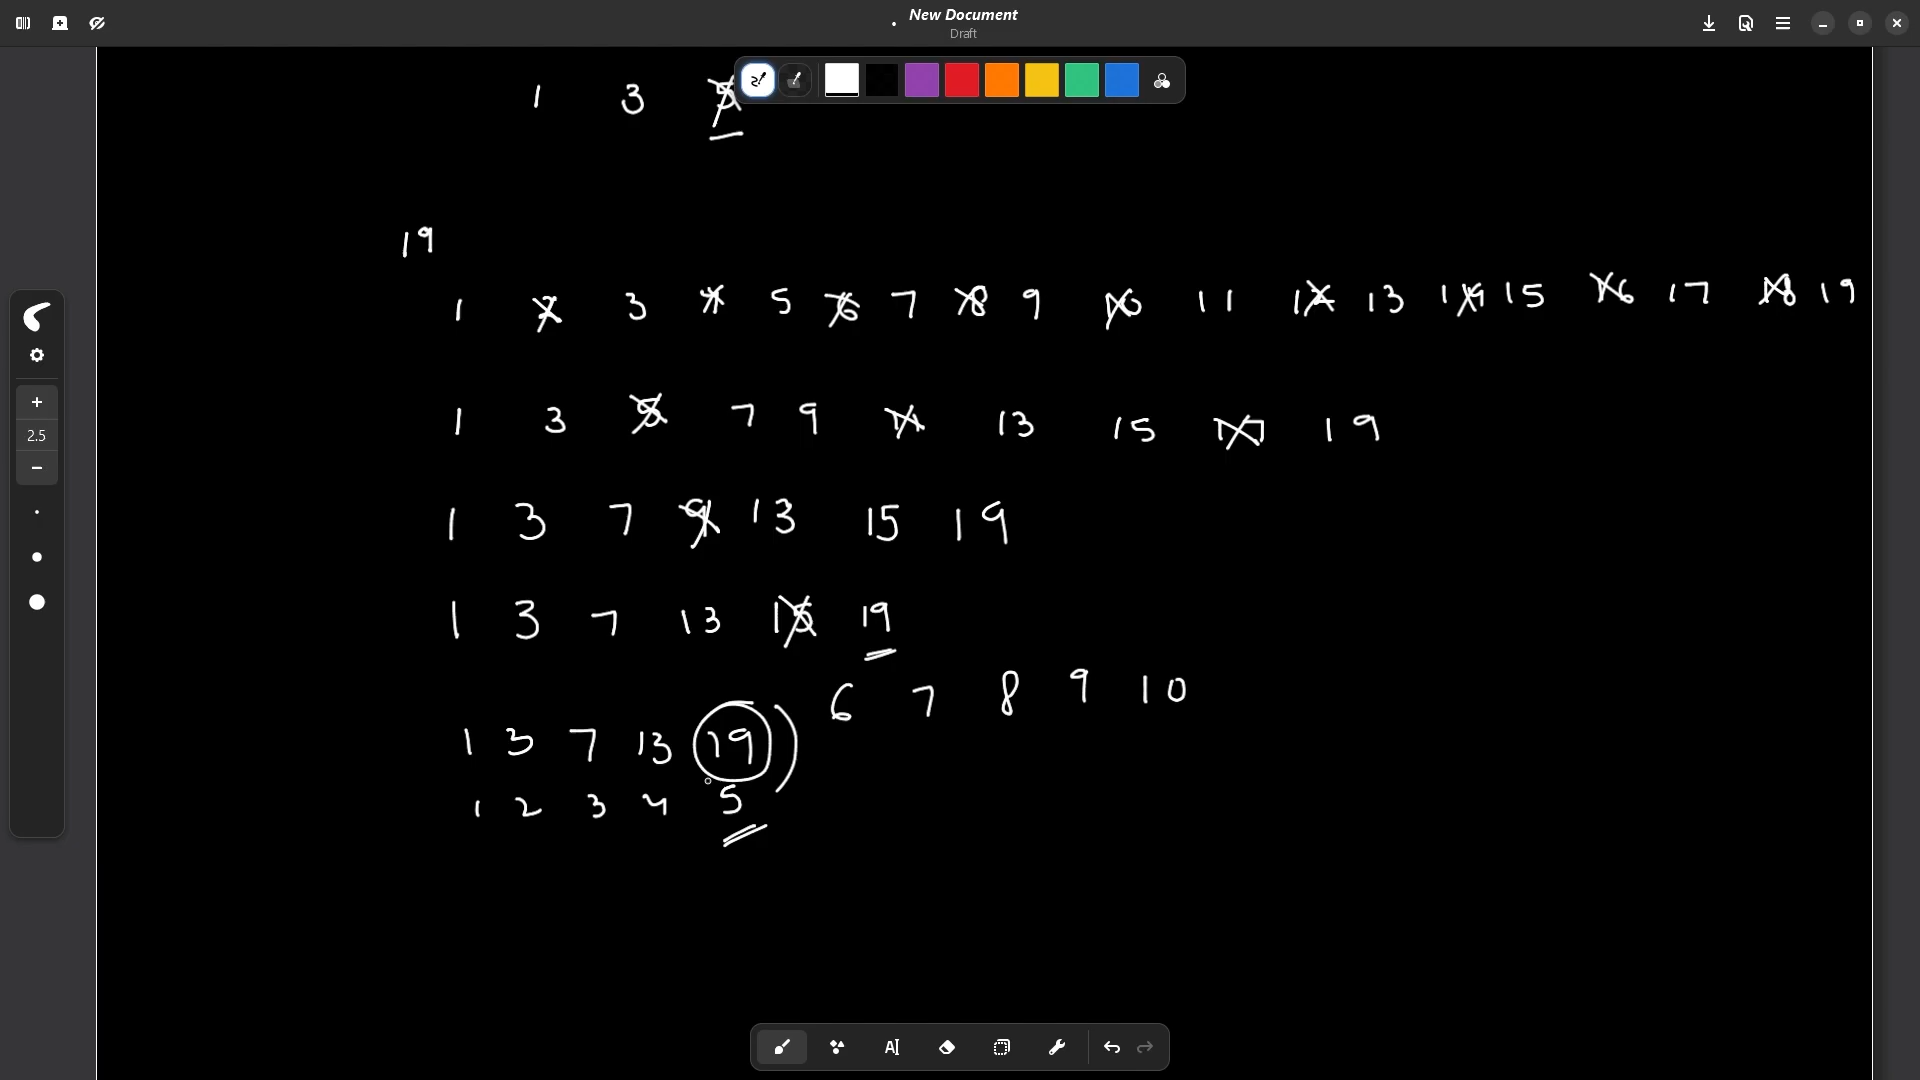 New Document
Draft
1 3 5
19
1 2 3 4 5 6 7 8 9 10 11 12 13 14 15 16 17 18 19
1 3 5 7 9 11 13 15 17 19
1 3 7 9 13 15 19
1 3 7 13 15 19
6 7 8 9 10
1 3 7 13 19
1 2 3 4 5
+
2.5
−
A